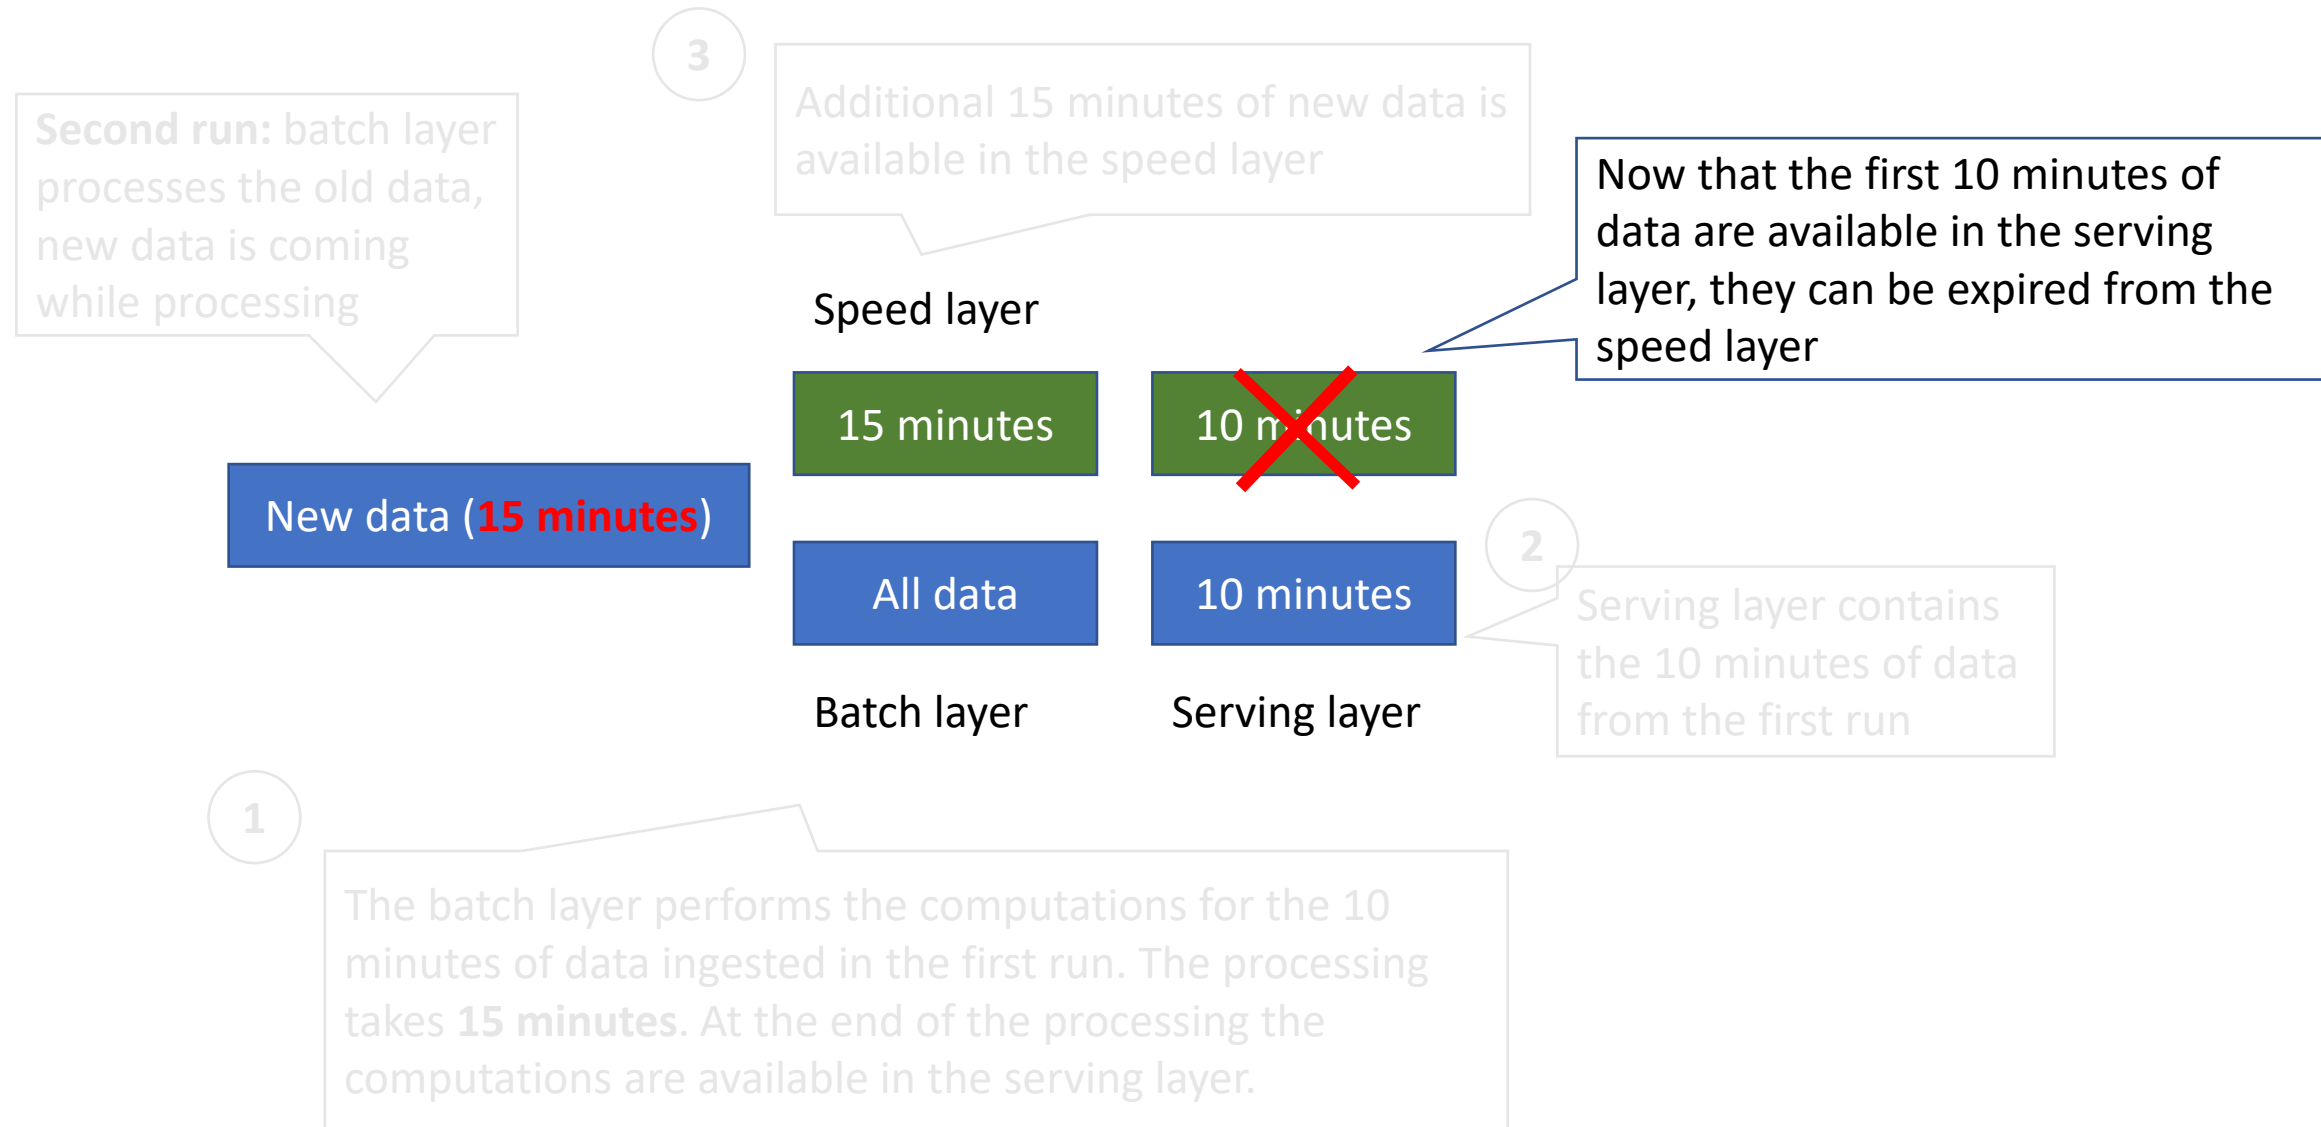 3
Additional 15 minutes of new data is
available in the speed layer
Second run: batch layer
processes the old data,
new data is coming
while processing
Now that the first 10 minutes of
data are available in the serving
layer, they can be expired from the
speed layer
Speed layer
15 minutes
10 minutes
New data (15 minutes)
All data
10 minutes
2
Serving layer contains
the 10 minutes of data
from the first run
Batch layer
Serving layer
1
The batch layer performs the computations for the 10
minutes of data ingested in the first run. The processing
takes 15 minutes. At the end of the processing the
computations are available in the serving layer.